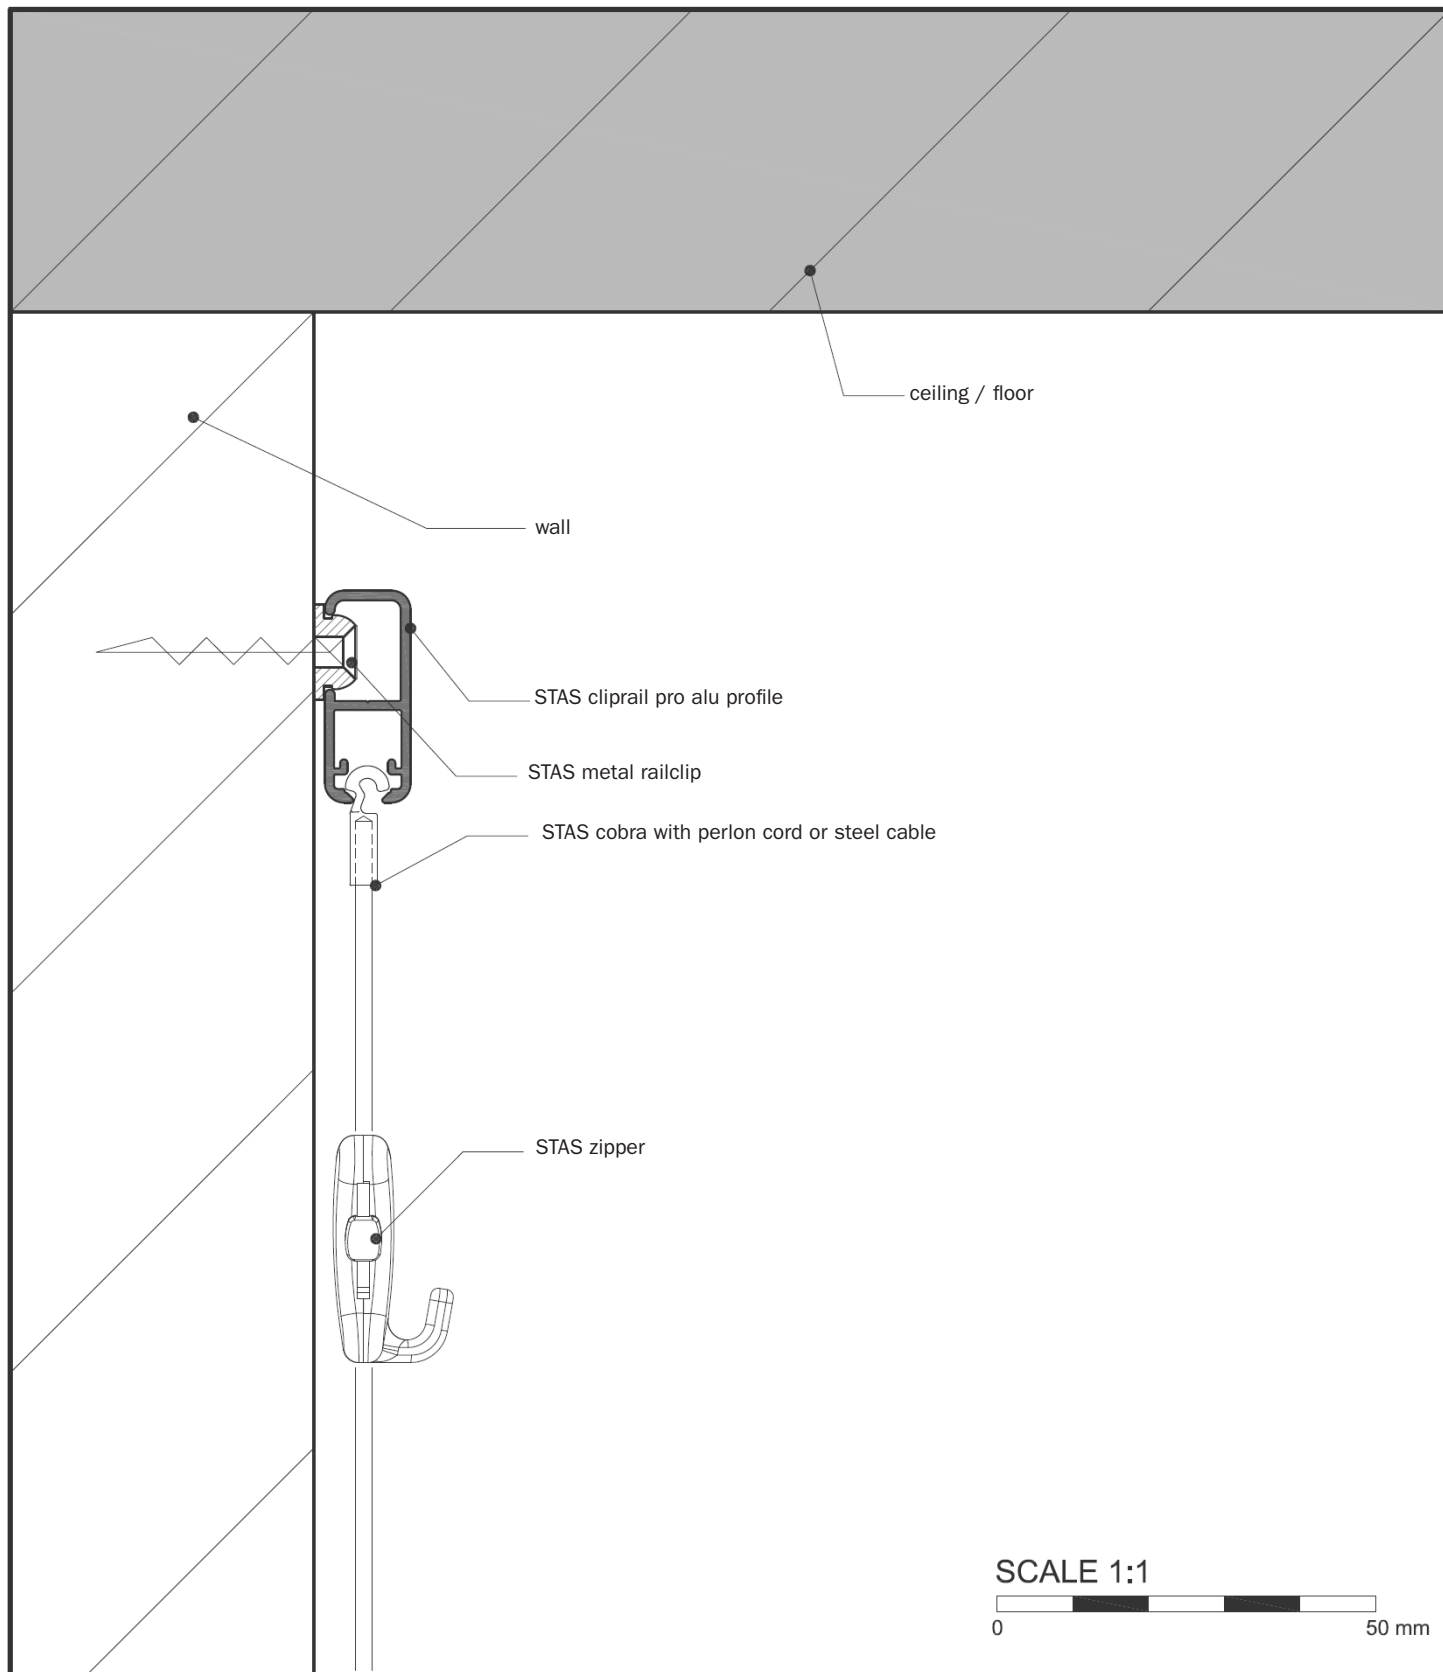 ceiling / floor
wall
STAS cliprail pro alu profile
STAS metal railclip
STAS cobra with perlon cord or steel cable
STAS zipper
SCALE 1:1
0 50 mm